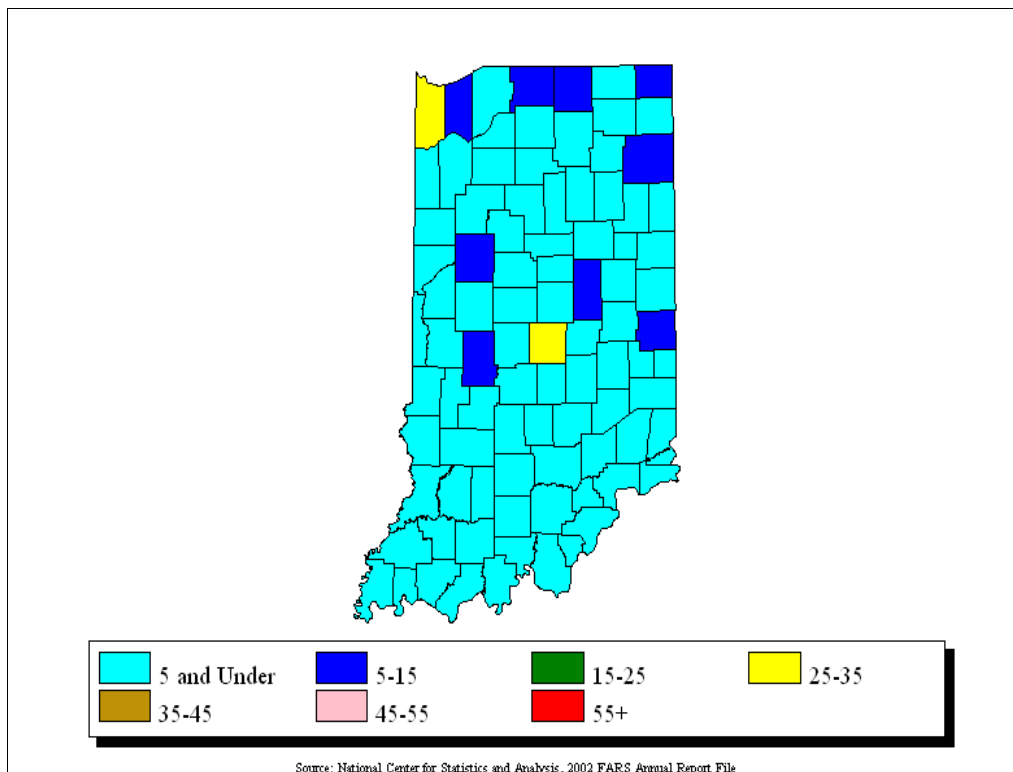 5 and Under 5-15 15-25 25-35
35-45 45-55 55+
Source: National Center for Statistics and Analysis, 2002 FARS Annual Report File